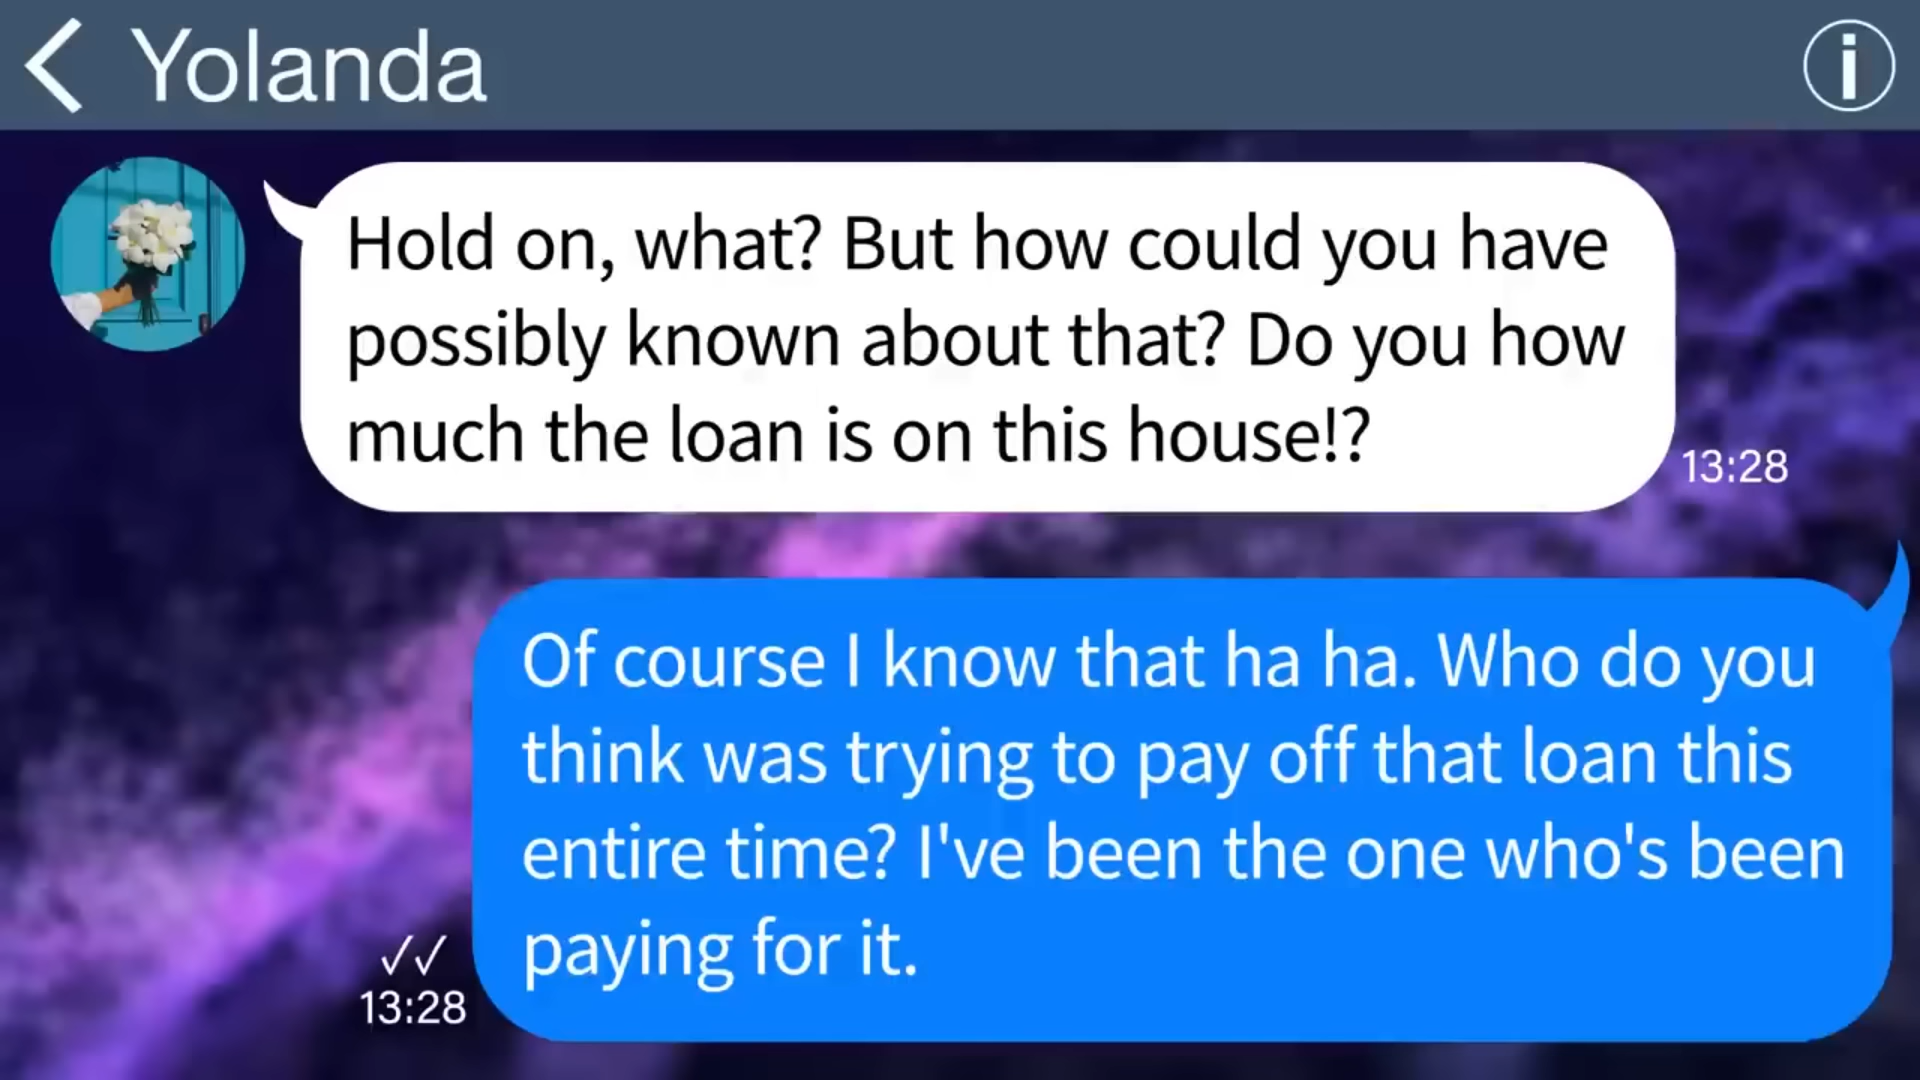 Yolanda
Hold on, what? But how could you have
possibly known about that? Do you how
much the loan is on this house!?
13:28
Of course I know that ha ha. Who do you
think was trying to pay off that loan this
entire time? I've been the one who's been
paying for it.
13:28